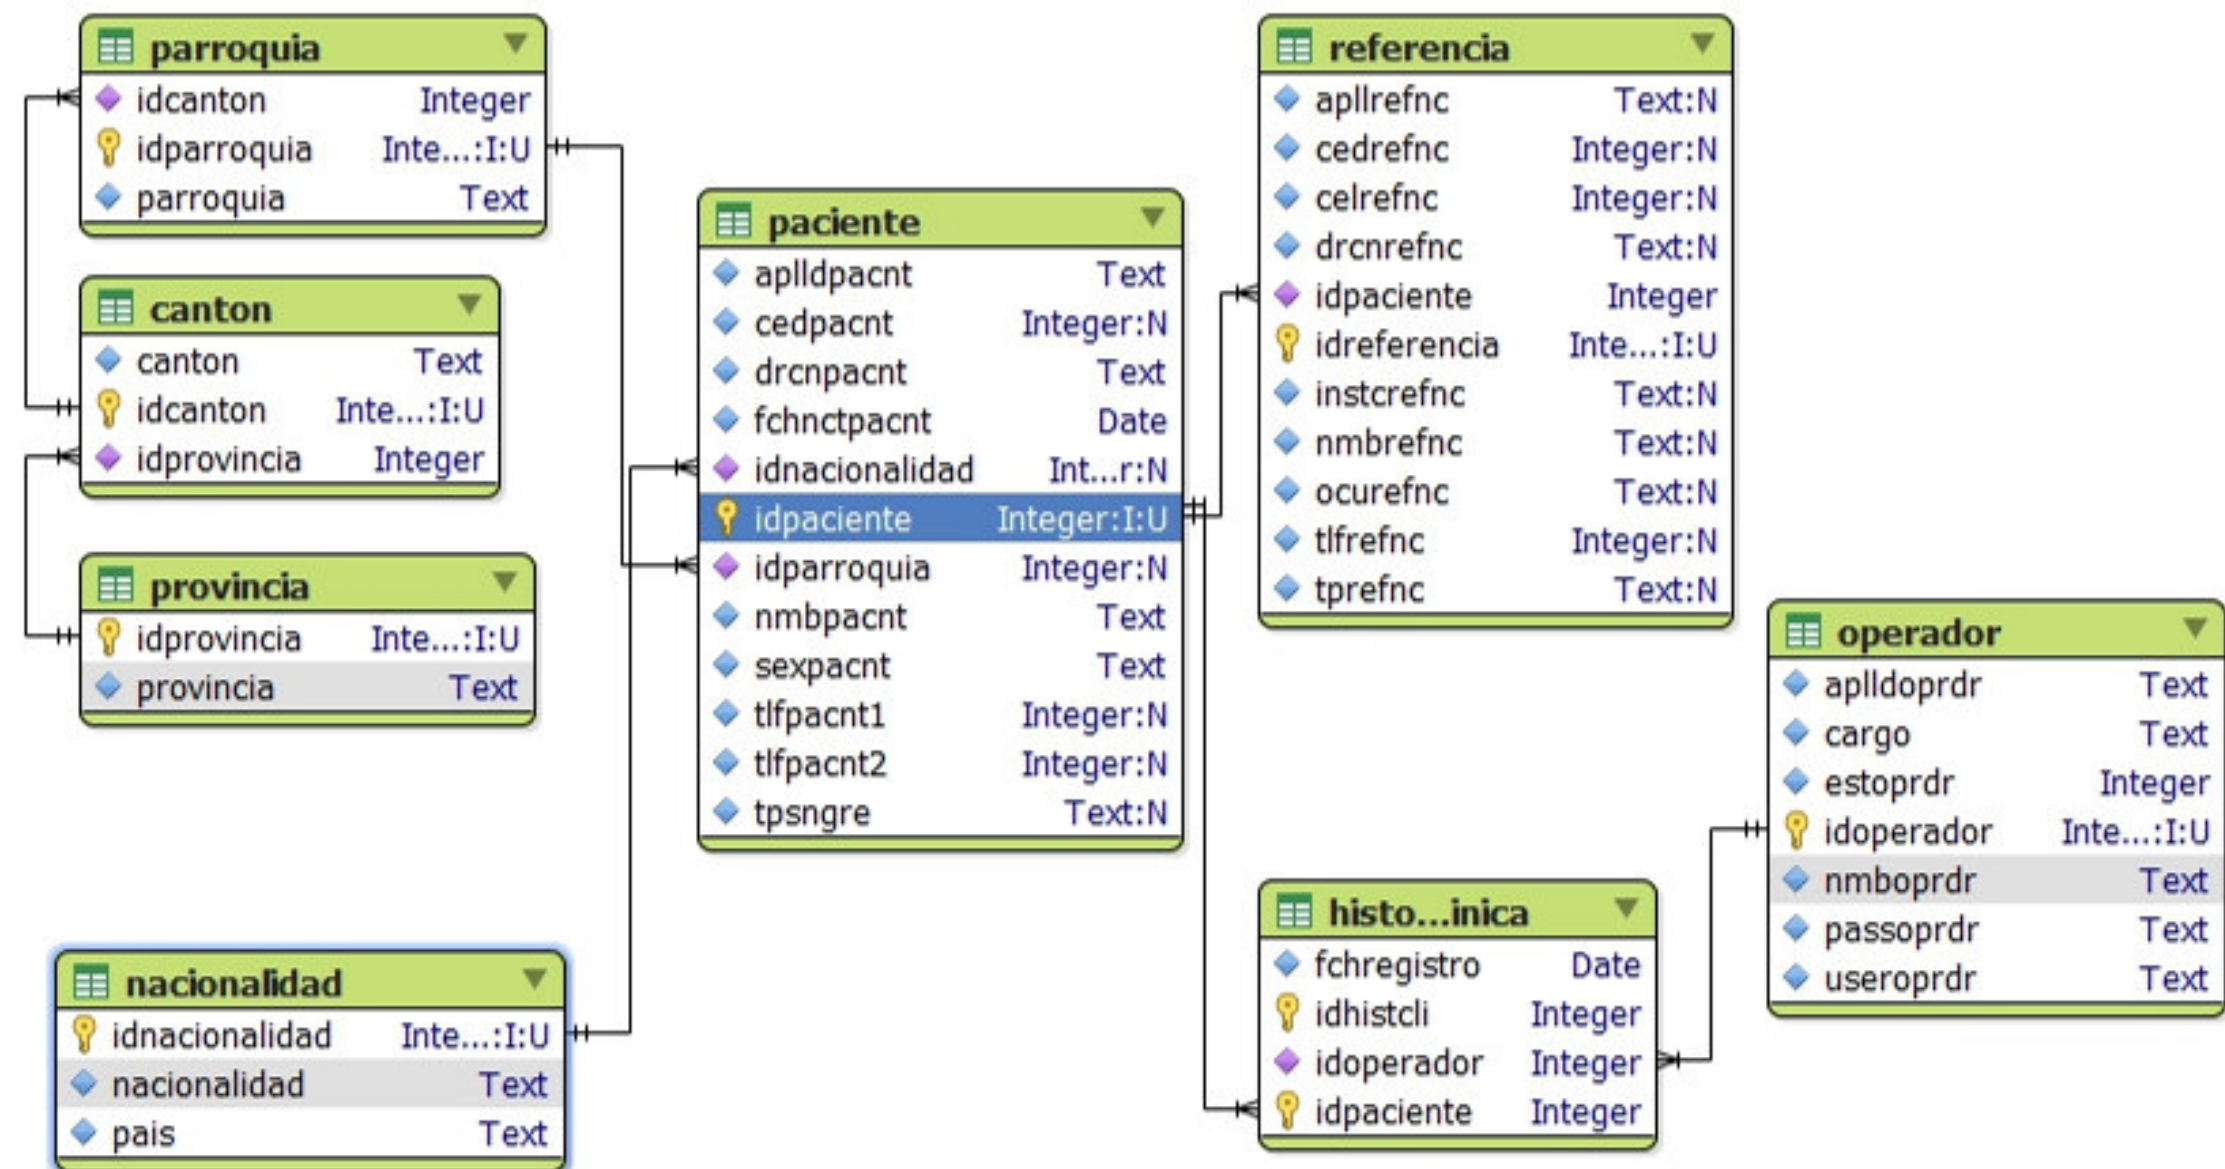 parroquia
idcanton Integer
idparroquia Inte...:I:U
parroquia Text
canton
canton Text
idcanton Inte...:I:U
idprovincia Integer
provincia
idprovincia Inte...:I:U
provincia Text
nacionalidad
idnacionalidad Inte...:I:U
nacionalidad Text
pais Text
paciente
aplldpacnt Text
cedpacnt Integer:N
drcnpacnt Text
fchnctpacnt Date
idnacionalidad Int...r:N
idpaciente Integer:I:U
idparroquia Integer:N
nmbpacnt Text
sexpacnt Text
tlfpacnt1 Integer:N
tlfpacnt2 Integer:N
tpsngre Text:N
referencia
apllrefnc Text:N
cedrefnc Integer:N
celrefnc Integer:N
drcnrefnc Text:N
idpaciente Integer
idreferencia Inte...:I:U
instcrefnc Text:N
nmbrefnc Text:N
ocurefnc Text:N
tlfrefnc Integer:N
tprefnc Text:N
histo...inica
fchregistro Date
idhistcli Integer
idoperador Integer
idpaciente Integer
operador
aplldoprdr Text
cargo Text
estoprdr Integer
idoperador Inte...:I:U
nmboprdr Text
passoprdr Text
useroprdr Text